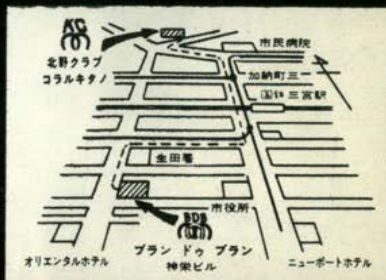 KC
北野クラブ
コラルキタノ
市民病院
加納町三一
国鉄 三宮駅
生田署
市役所
BDB
ブラン ドゥ ブラン
神栄ビル
オリエンタルホテル
ニューポートホテル